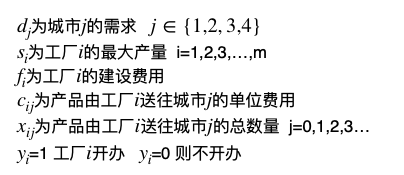 d_j为城市j的需求 j ∈ {1,2,3,4}
s_i为工厂i的最大产量 i=1,2,3,…,m
f_i为工厂i的建设费用
c_ij为产品由工厂i送往城市j的单位费用
x_ij为产品由工厂i送往城市j的总数量 j=0,1,2,3…
y_i=1 工厂i开办 y_i=0 则不开办